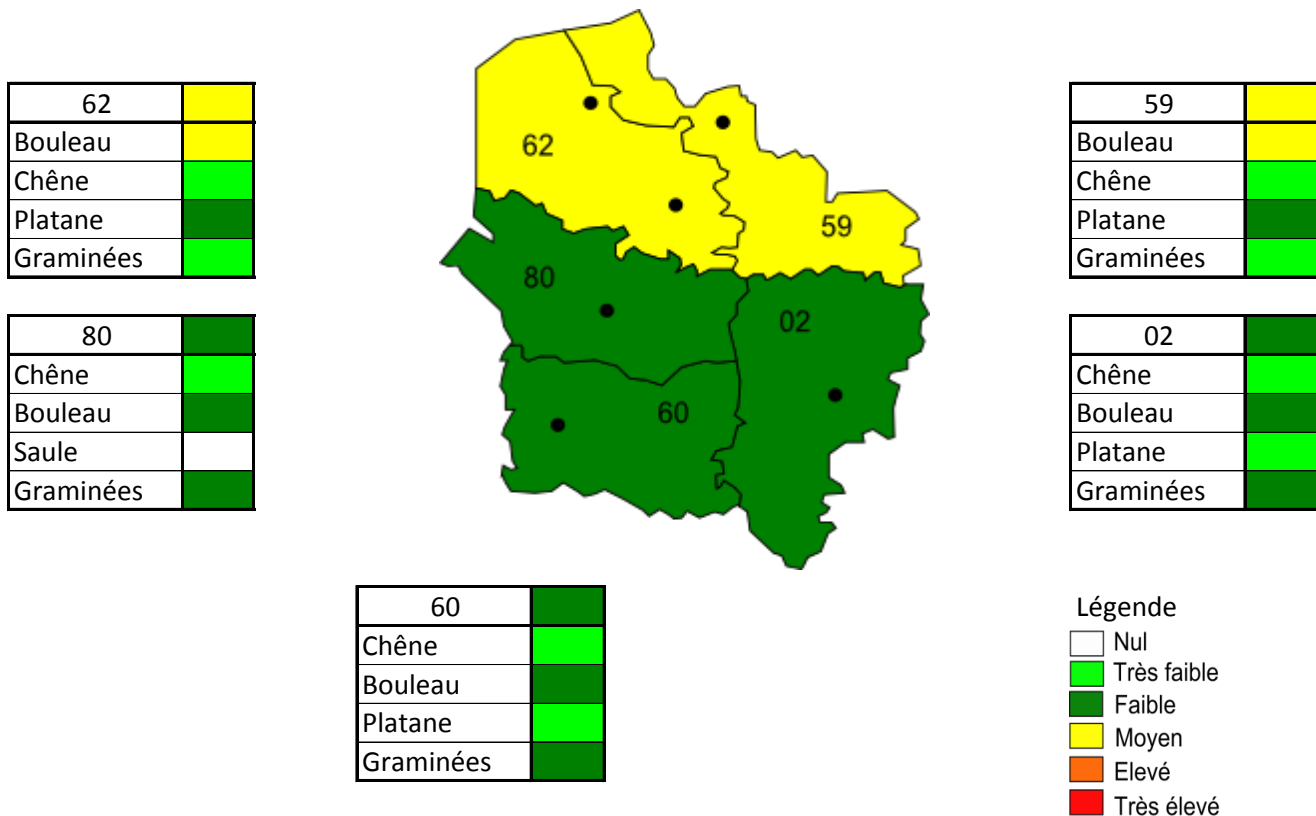 62
Bouleau
Chêne
Platane
Graminées
80
Chêne
Bouleau
Saule
Graminées
62
59
80
02
60
59
Bouleau
Chêne
Platane
Graminées
02
Chêne
Bouleau
Platane
Graminées
60
Chêne
Bouleau
Platane
Graminées
Légende
Nul
Très faible
Faible
Moyen
Elevé
Très élevé